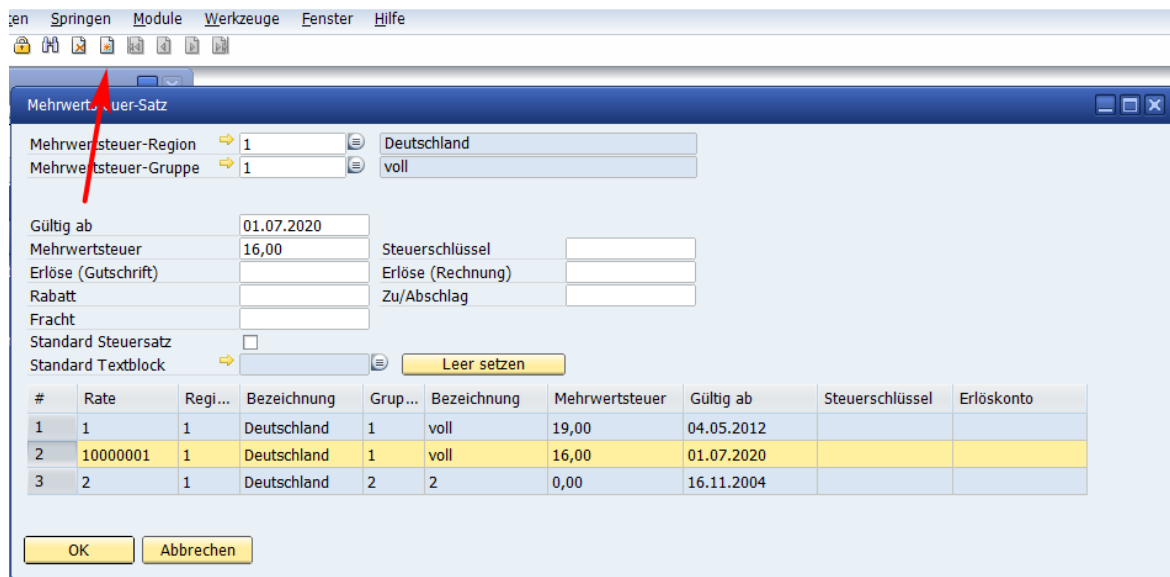 Springen Module Werkzeuge Fenster Hilfe
Mehrwertsteuer-Satz
Mehrwertsteuer-Region 1 Deutschland
Mehrwertsteuer-Gruppe 1 voll
Gültig ab 01.07.2020
Mehrwertsteuer 16,00 Steuerschlüssel
Erlöse (Gutschrift) Erlöse (Rechnung)
Rabatt Zu/Abschlag
Fracht
Standard Steuersatz
Standard Textblock Leer setzen
# Rate Regi... Bezeichnung Grup... Bezeichnung Mehrwertsteuer Gültig ab Steuerschlüssel Erlöskonto
1 1 1 Deutschland 1 voll 19,00 04.05.2012
2 10000001 1 Deutschland 1 voll 16,00 01.07.2020
3 2 1 Deutschland 2 2 0,00 16.11.2004
OK Abbrechen